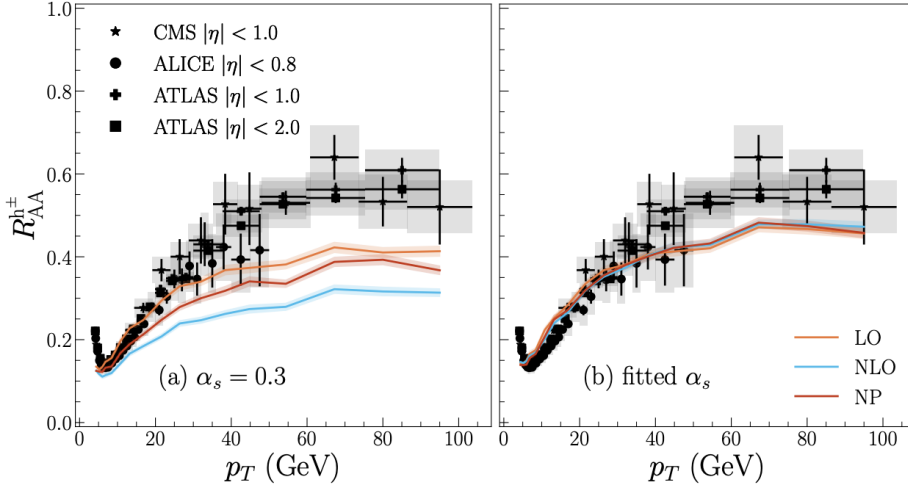 1.0
0.8
0.6
0.4
0.2
0.0
R_AA^h±
CMS |η| < 1.0
ALICE |η| < 0.8
ATLAS |η| < 1.0
ATLAS |η| < 2.0
(a) α_s = 0.3
(b) fitted α_s
LO
NLO
NP
0 20 40 60 80 100
0 20 40 60 80 100
p_T (GeV)
p_T (GeV)